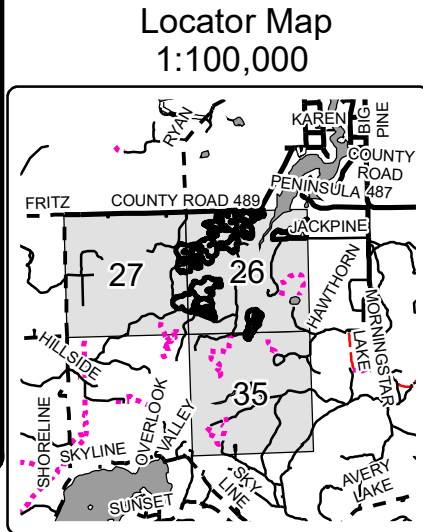 Locator Map
1:100,000
KAREN
BIG
PINE
RYAN
COUNTY
ROAD
487
PENINSULA
FRITZ
COUNTY ROAD 489
JACKPINE
27
26
HAWTHORN
HILLSIDE
LAKE
MORNINGSTAR
35
OVERLOOK
VALLEY
SHORELINE
SKYLINE
SKY
LINE
AVERY
LAKE
SUNSET